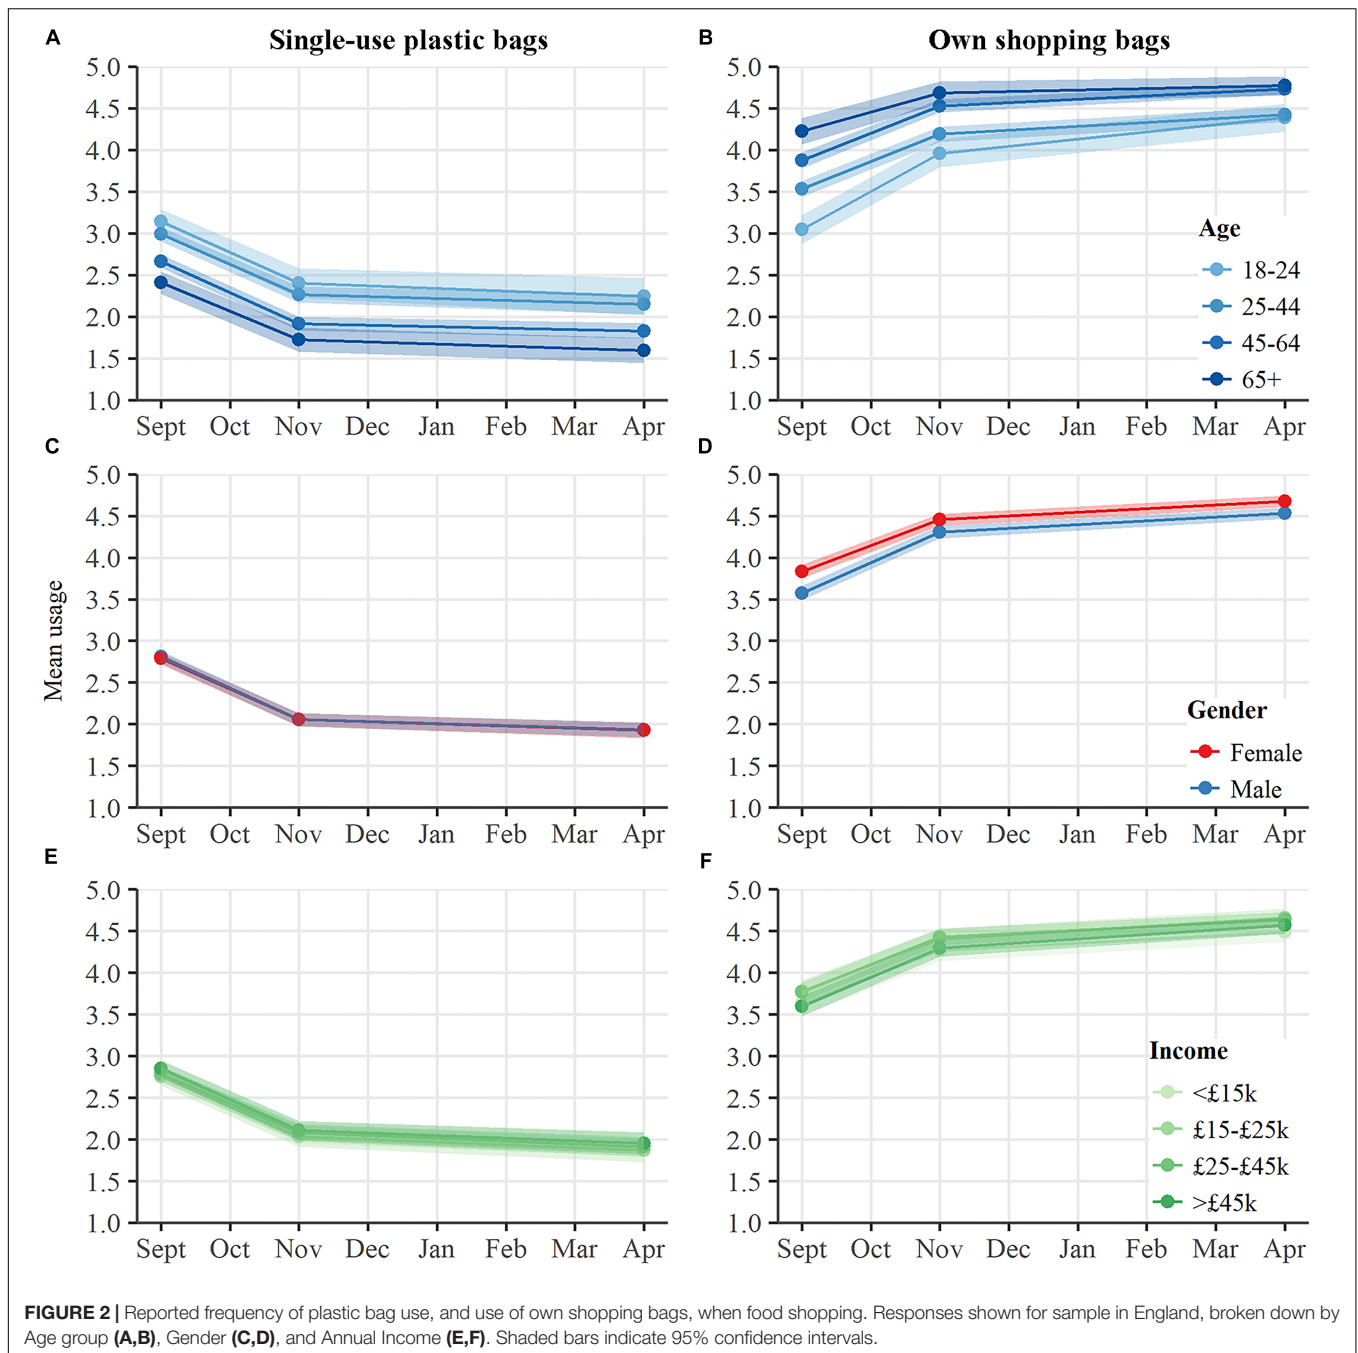 A
Single-use plastic bags
5.0
4.5
4.0
3.5
3.0
2.5
2.0
1.5
1.0
Sept Oct Nov Dec Jan Feb Mar Apr
B
Own shopping bags
5.0
4.5
4.0
3.5
3.0
2.5
2.0
1.5
1.0
Age
18-24
25-44
45-64
65+
Sept Oct Nov Dec Jan Feb Mar Apr
Mean usage
C
5.0
4.5
4.0
3.5
3.0
2.5
2.0
1.5
1.0
Sept Oct Nov Dec Jan Feb Mar Apr
D
5.0
4.5
4.0
3.5
3.0
2.5
2.0
1.5
1.0
Gender
Female
Male
Sept Oct Nov Dec Jan Feb Mar Apr
E
5.0
4.5
4.0
3.5
3.0
2.5
2.0
1.5
1.0
Sept Oct Nov Dec Jan Feb Mar Apr
F
5.0
4.5
4.0
3.5
3.0
2.5
2.0
1.5
1.0
Income
<£15k
£15-£25k
£25-£45k
>£45k
Sept Oct Nov Dec Jan Feb Mar Apr
FIGURE 2 | Reported frequency of plastic bag use, and use of own shopping bags, when food shopping. Responses shown for sample in England, broken down by
Age group (A,B), Gender (C,D), and Annual Income (E,F). Shaded bars indicate 95% confidence intervals.